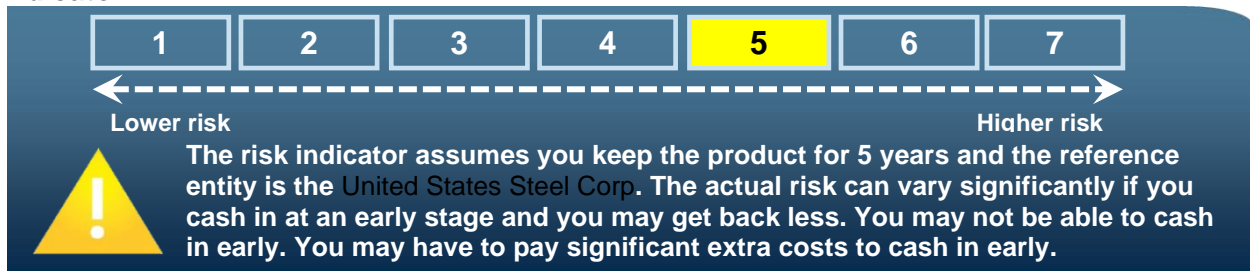 1 2 3 4 5 6 7
Lower risk Higher risk
The risk indicator assumes you keep the product for 5 years and the reference
entity is the United States Steel Corp. The actual risk can vary significantly if you
cash in at an early stage and you may get back less. You may not be able to cash
in early. You may have to pay significant extra costs to cash in early.